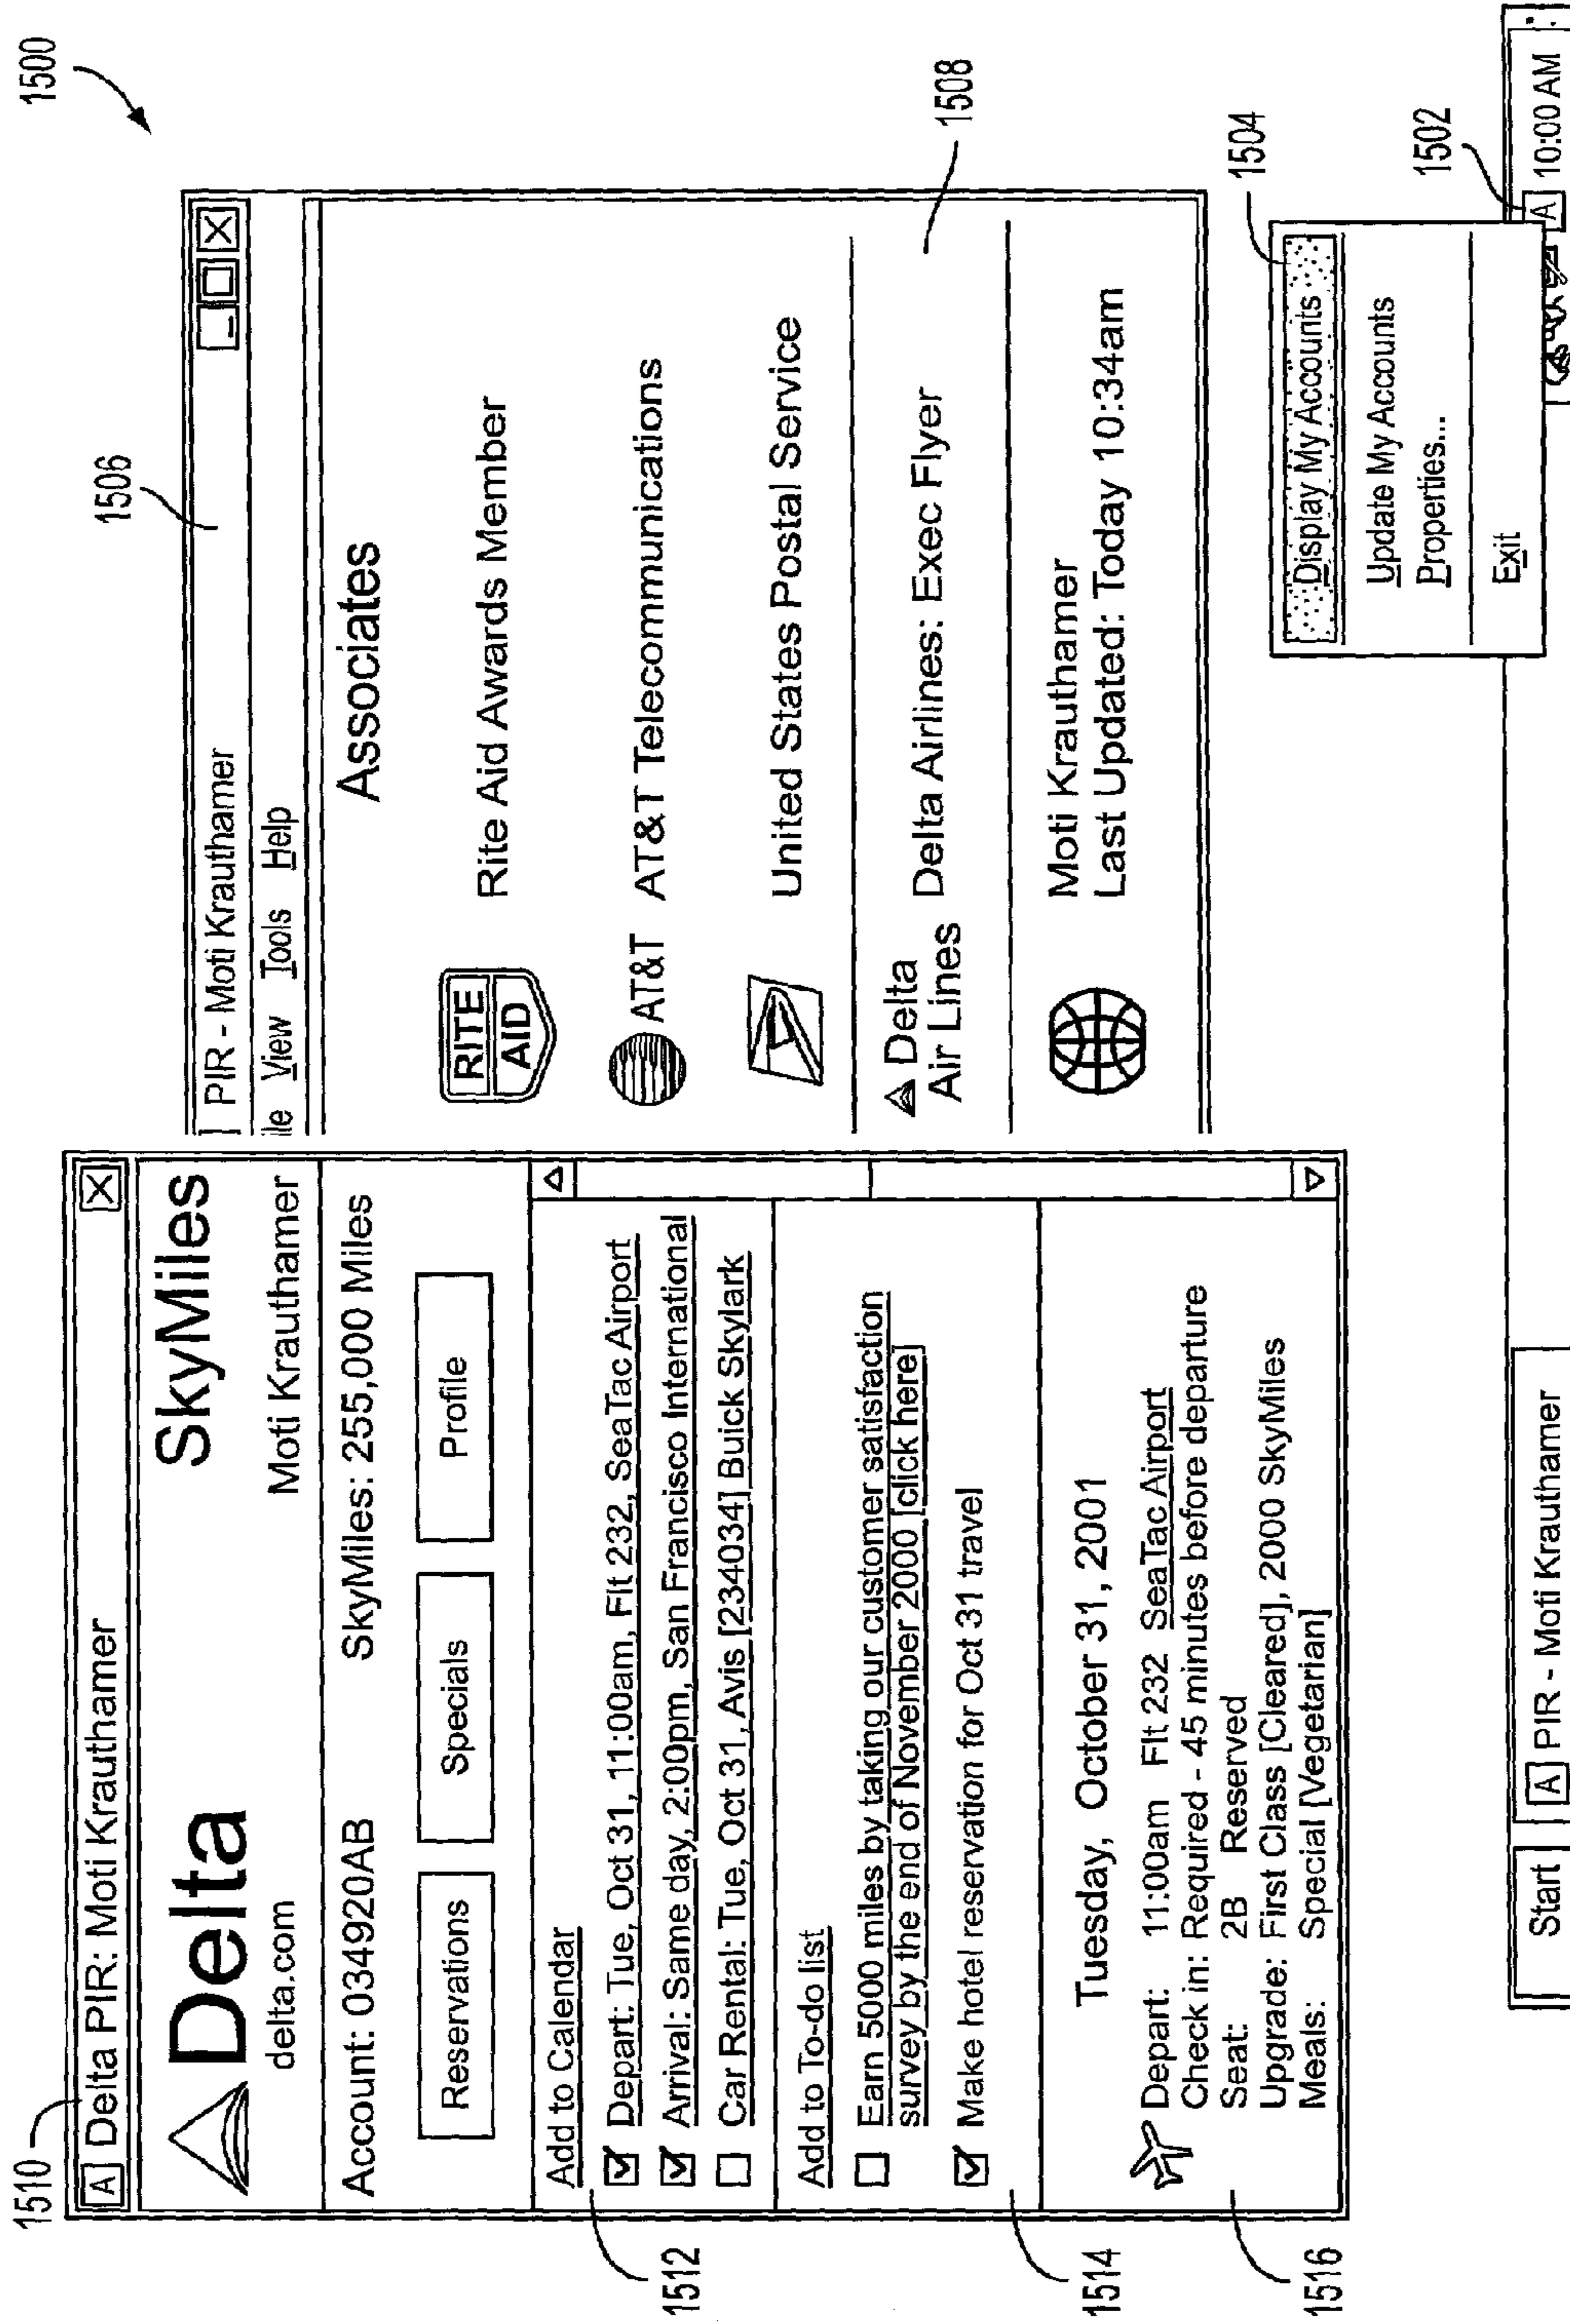 1500
1510
A Delta PIR: Moti Krauthamer
Delta
SkyMiles
delta.com
Moti Krauthamer
Account: 034920AB SkyMiles: 255,000 Miles
Reservations
Specials
Profile
1512
Add to Calendar
Depart: Tue, Oct 31, 11:00am, Flt 232, SeaTac Airport
Arrival: Same day, 2:00pm, San Francisco International
Car Rental: Tue, Oct 31, Avis [234034] Buick Skylark
Add to To-do list
Earn 5000 miles by taking our customer satisfaction
survey by the end of November 2000 [click here]
Make hotel reservation for Oct 31 travel
1514
Tuesday, October 31, 2001
Depart: 11:00am Flt 232 SeaTac Airport
Check in: Required - 45 minutes before departure
Seat: 2B Reserved
Upgrade: First Class [Cleared], 2000 SkyMiles
Meals: Special [Vegetarian]
1516
1506
PIR - Moti Krauthamer
ile View Tools Help
Associates
RITE
AID
Rite Aid Awards Member
AT&T AT&T Telecommunications
United States Postal Service
Delta
Air Lines
Delta Airlines: Exec Flyer
1508
Moti Krauthamer
Last Updated: Today 10:34am
1504
Display My Accounts
Update My Accounts
Properties...
Exit
1502
Start
A PIR - Moti Krauthamer
A 10:00 AM